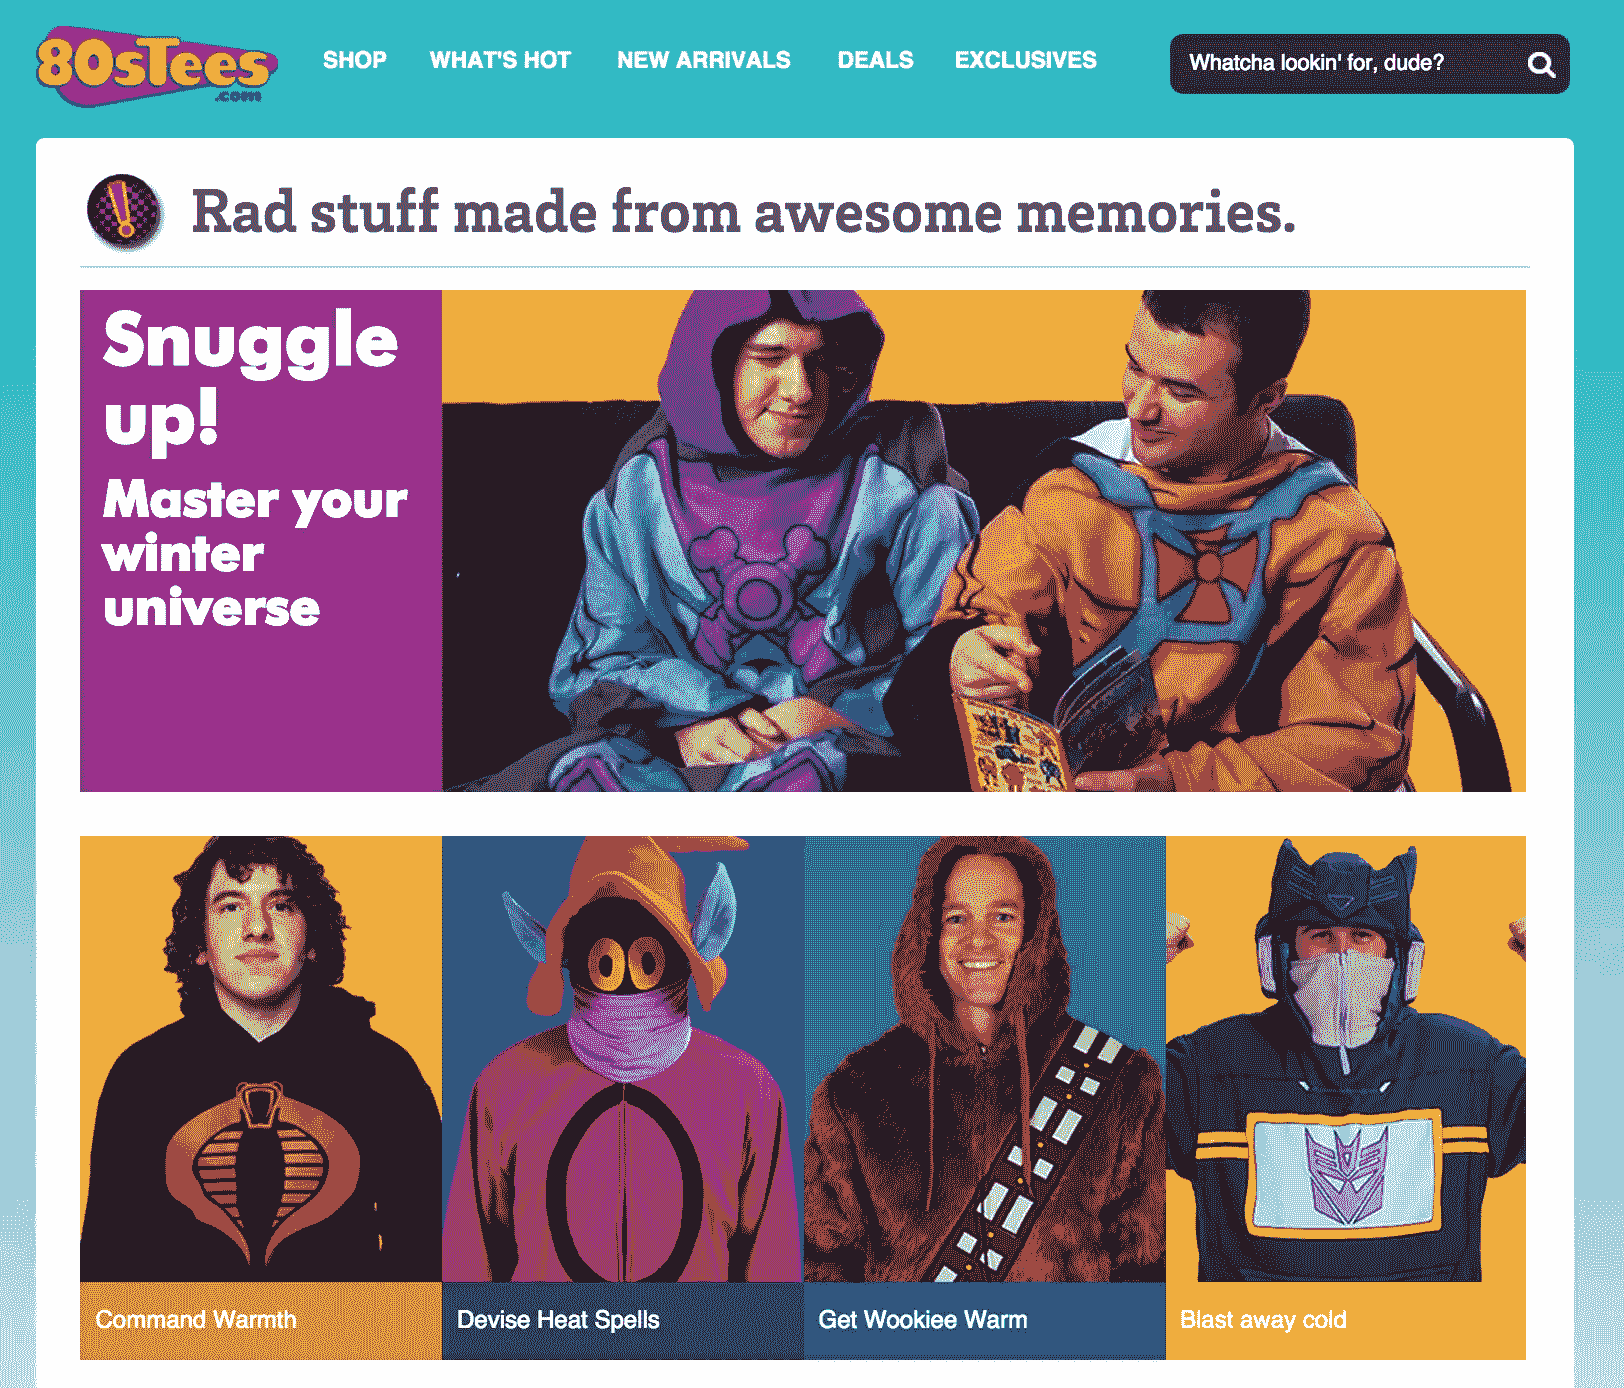 80sTees
.com
SHOP
WHAT'S HOT
NEW ARRIVALS
DEALS
EXCLUSIVES
Whatcha lookin' for, dude?
Rad stuff made from awesome memories.
Snuggle
up!
Master your
winter
universe
Command Warmth
Devise Heat Spells
Get Wookiee Warm
Blast away cold